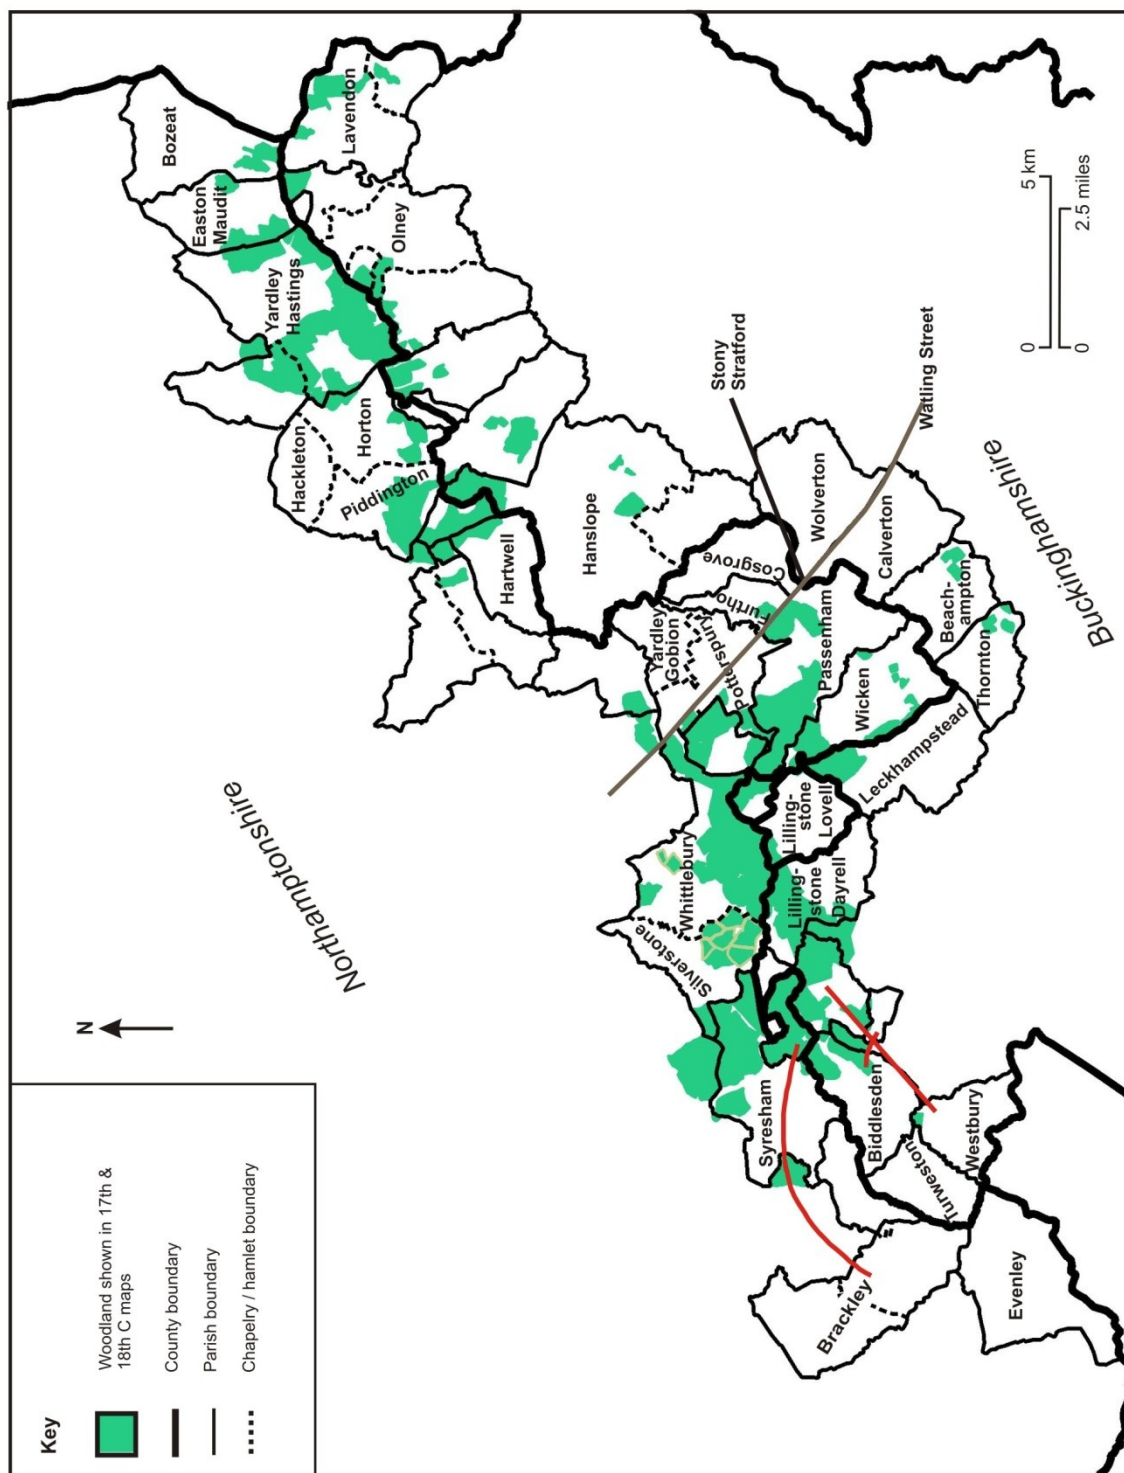 Key
Woodland shown in 17th &
18th C maps
County boundary
Parish boundary
Chapelry / hamlet boundary
N
Northamptonshire
Buckinghamshire
Bozeat
Easton
Maudit
Lavendon
Yardley
Hastings
Olney
Hackleton
Horton
Piddington
Hartwell
Hanslope
Stony
Stratford
Watling Street
Wolverton
Cosgrove
Furtho
Yardley
Gobion
Potterspury
Passenham
Calverton
Beach-
ampton
Thornton
Wicken
Leckhampstead
Lilling-
stone
Lovell
Lilling-
stone
Dayrell
Whittlebury
Silverstone
Syresham
Biddlesden
Westbury
Turweston
Brackley
Evenley
0
5 km
0
2.5 miles